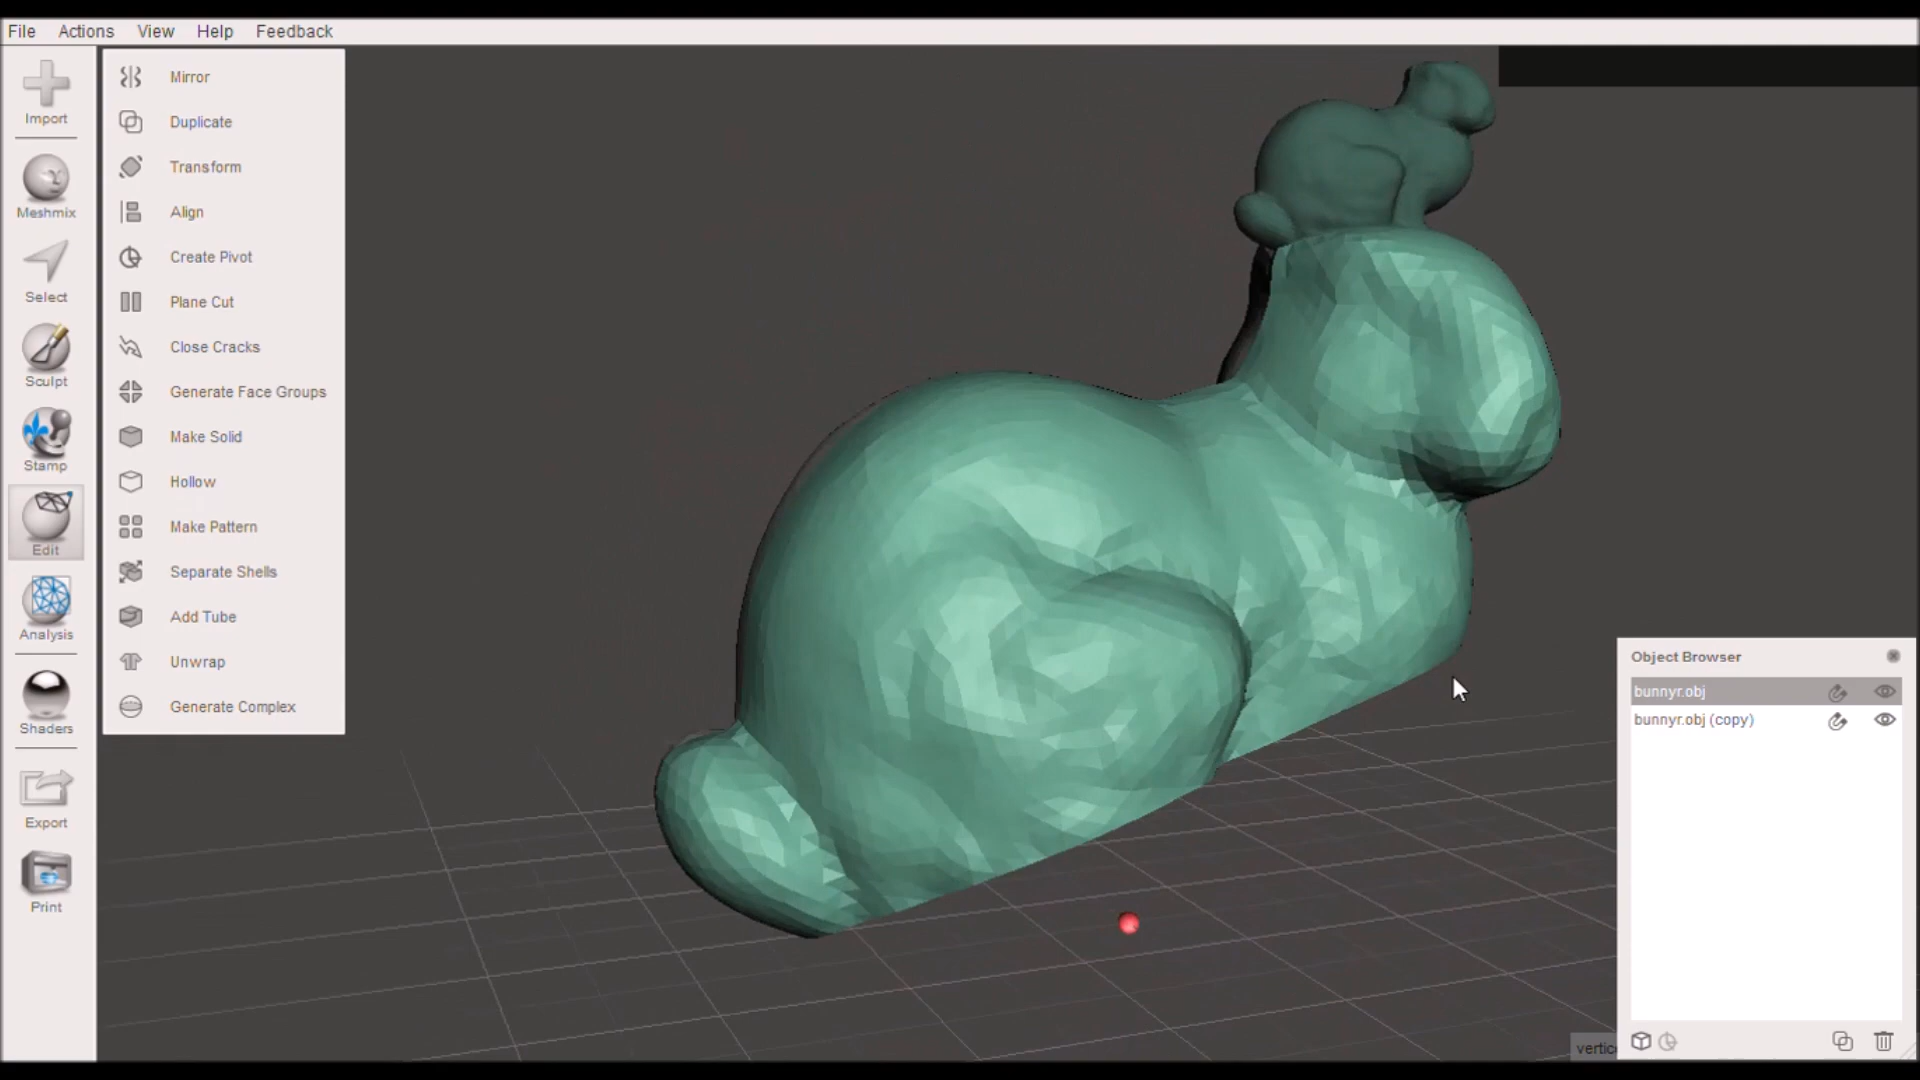 File Actions View Help Feedback
Import
Meshmix
Select
Sculpt
Stamp
Edit
Analysis
Shaders
Export
Print
Mirror
Duplicate
Transform
Align
Create Pivot
Plane Cut
Close Cracks
Generate Face Groups
Make Solid
Hollow
Make Pattern
Separate Shells
Add Tube
Unwrap
Generate Complex
Object Browser
bunnyr.obj
bunnyr.obj (copy)